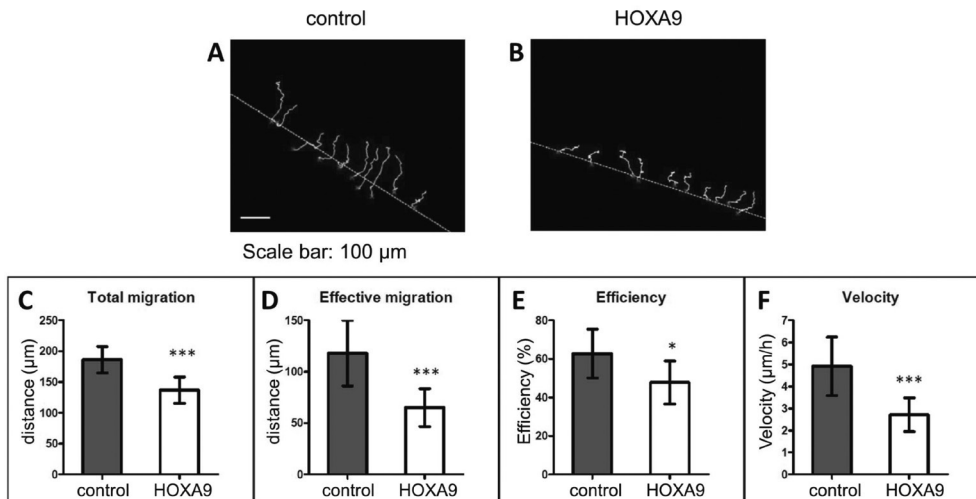 control HOXA9
A B
Scale bar: 100 µm
C Total migration
distance (µm)
250
200
150
100
50
0
***
control HOXA9
D Effective migration
distance (µm)
150
100
50
0
***
control HOXA9
E Efficiency
Efficiency (%)
80
60
40
20
0
*
control HOXA9
F Velocity
Velocity (µm/h)
7
6
5
4
3
2
1
0
***
control HOXA9